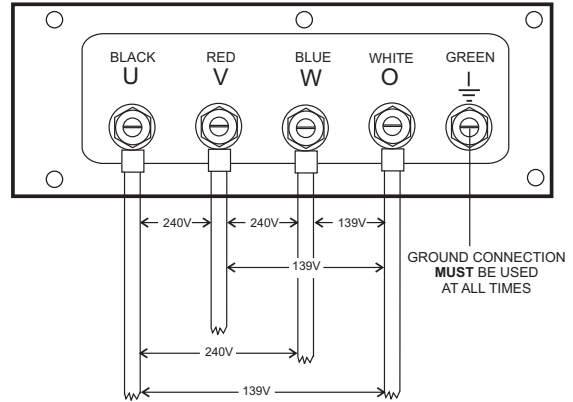 BLACK RED BLUE WHITE GREEN
U V W O
240V 240V 139V
139V
GROUND CONNECTION
MUST BE USED
AT ALL TIMES
240V
139V